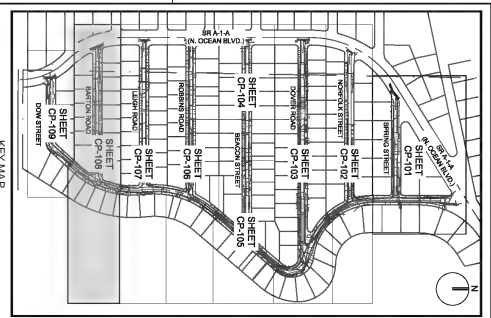 SR A-1-A
(N. OCEAN BLVD.)
SR A-1-A
(N. OCEAN BLVD.)
SHEET
CP-101
SPRING STREET
SHEET
CP-102
NORFOLK STREET
SHEET
CP-103
DOVER ROAD
SHEET
CP-104
SHEET
CP-105
BEACON STREET
SHEET
CP-106
ROBBINS ROAD
SHEET
CP-107
LEIGH ROAD
SHEET
CP-108
BARTON ROAD
SHEET
CP-109
DOW STREET
N
KEY MAP